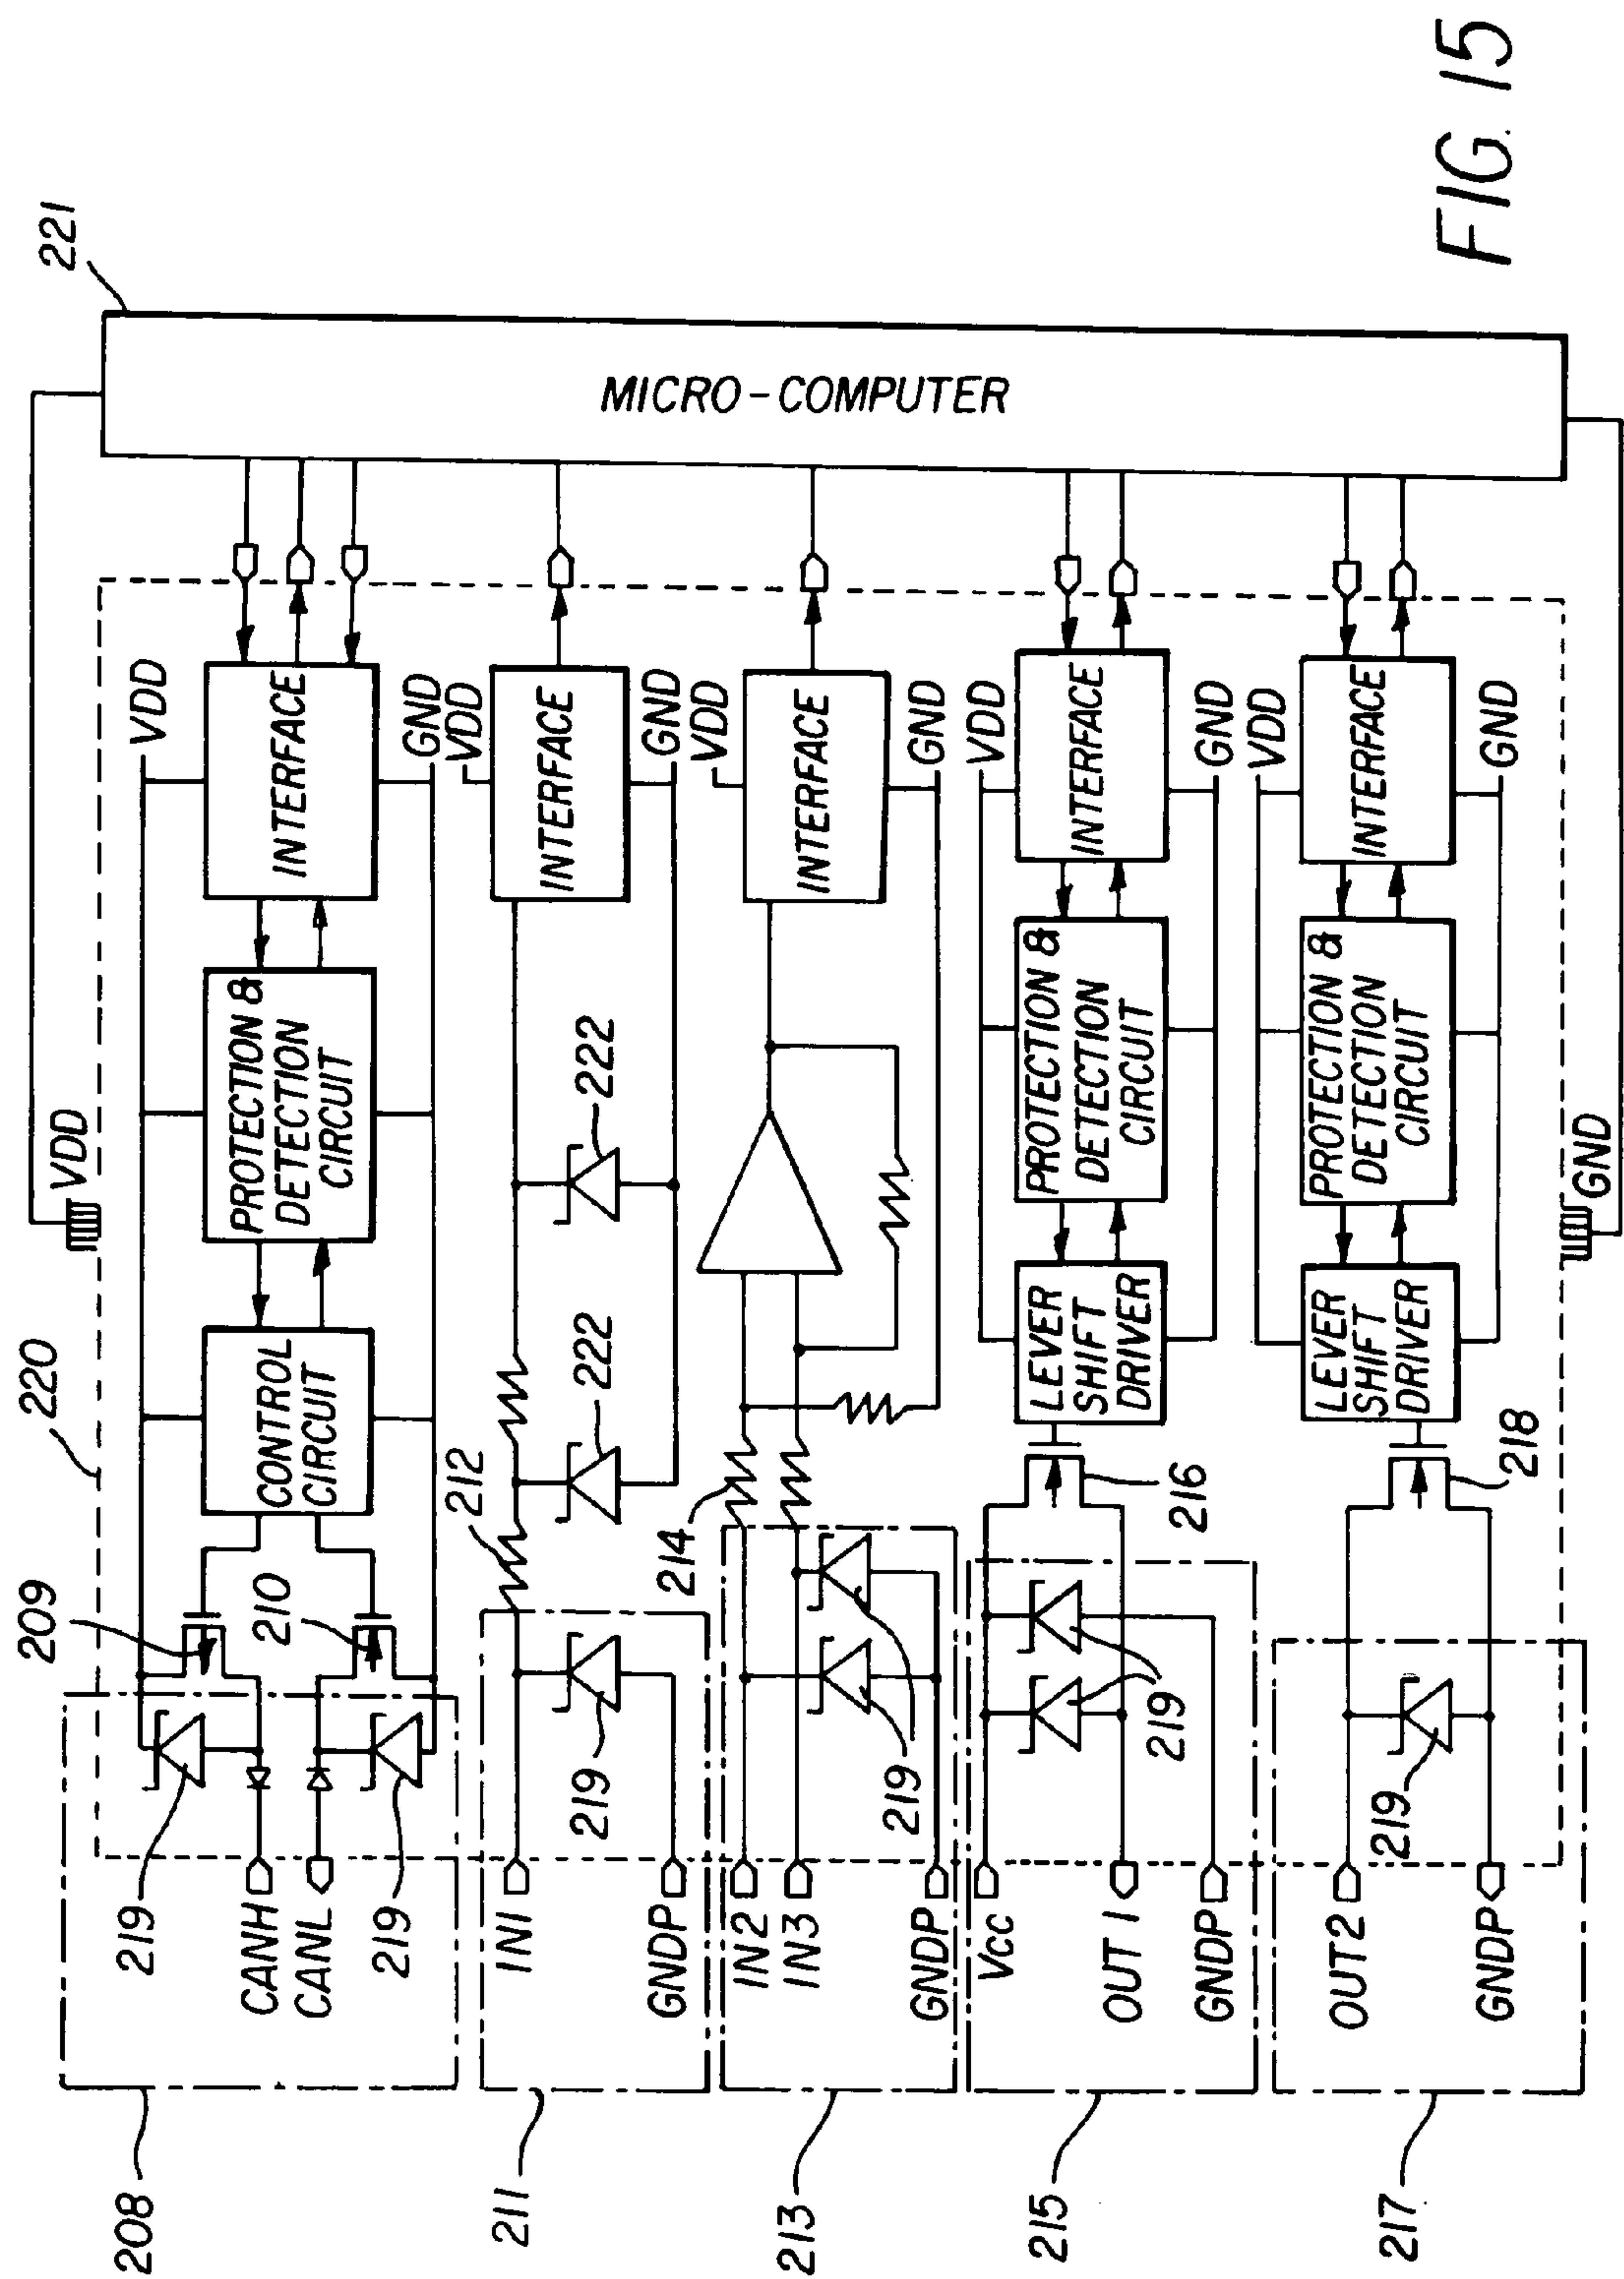 221
MICRO-COMPUTER
VDD
220
VDD
209
210
219
CANH
CANL
219
208
CONTROL
CIRCUIT
PROTECTION &
DETECTION
CIRCUIT
INTERFACE
GND
VDD
212
222
222
INTERFACE
GND
INI
219
GNDP
211
VDD
214
INTERFACE
GND
IN2
IN3
219
GNDP
213
VDD
216
LEVER
SHIFT
DRIVER
PROTECTION &
DETECTION
CIRCUIT
INTERFACE
GND
Vcc
219
OUT 1
GNDP
215
VDD
218
LEVER
SHIFT
DRIVER
PROTECTION &
DETECTION
CIRCUIT
INTERFACE
GND
OUT2
219
GNDP
217
GND
FIG. 15